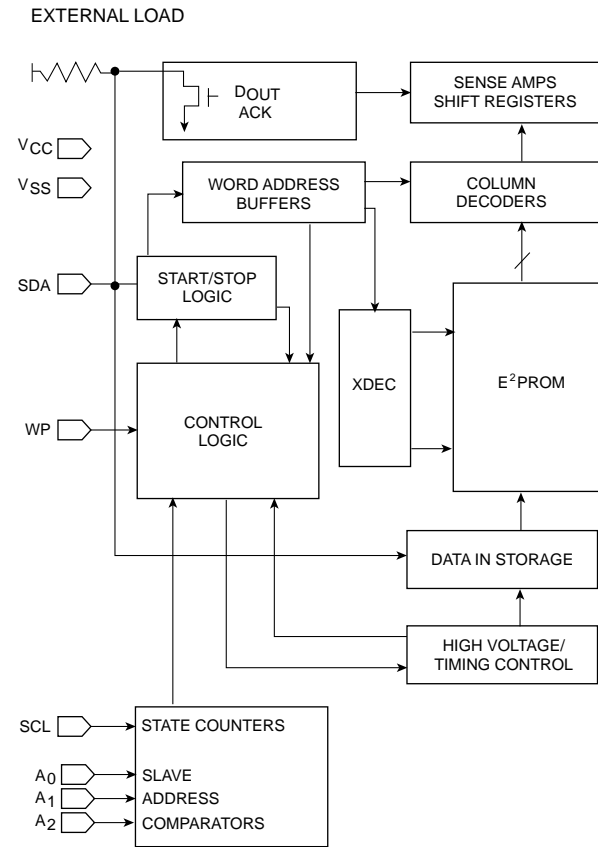 EXTERNAL LOAD
DOUT
ACK
SENSE AMPS
SHIFT REGISTERS
VCC
VSS
WORD ADDRESS
BUFFERS
COLUMN
DECODERS
SDA
START/STOP
LOGIC
XDEC
E²PROM
WP
CONTROL
LOGIC
DATA IN STORAGE
HIGH VOLTAGE/
TIMING CONTROL
SCL
STATE COUNTERS
A0
SLAVE
A1
ADDRESS
A2
COMPARATORS